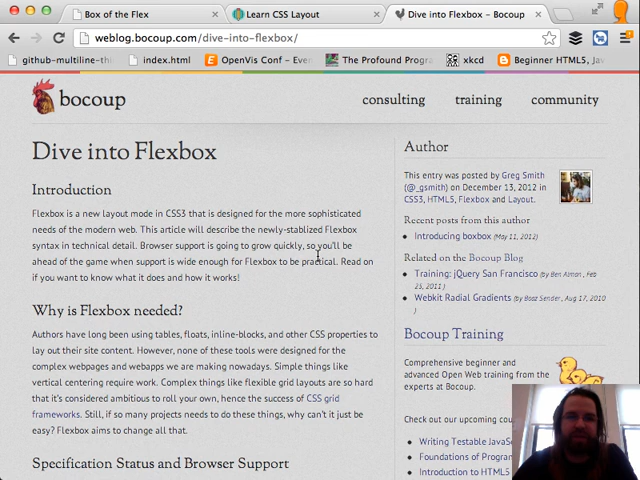 Box of the Flex
Learn CSS Layout
Dive into Flexbox – Bocoup
weblog.bocoup.com/dive-into-flexbox/
github-multiline-th
index.html
OpenVis Conf – Even
The Profound Progra
xkcd
Beginner HTML5, Jav
bocoup
consulting
training
community
Dive into Flexbox
Introduction
Flexbox is a new layout mode in CSS3 that is designed for the more sophisticated
needs of the modern web. This article will describe the newly-stablized Flexbox
syntax in technical detail. Browser support is going to grow quickly, so you'll be
ahead of the game when support is wide enough for Flexbox to be practical. Read on
if you want to know what it does and how it works!
Why is Flexbox needed?
Authors have long been using tables, floats, inline-blocks, and other CSS properties to
lay out their site content. However, none of these tools were designed for the
complex webpages and webapps we are making nowadays. Simple things like
vertical centering require work. Complex things like flexible grid layouts are so hard
that it's considered ambitious to roll your own, hence the success of CSS grid
frameworks. Still, if so many projects need to do these things, why can't it just be
easy? Flexbox aims to change all that.
Specification Status and Browser Support
Author
This entry was posted by Greg Smith
(@_gsmith) on December 13, 2012 in
CSS3, HTML5, Flexbox and Layout.
Recent posts from this author
Introducing boxbox (May 11, 2012)
Related on the Bocoup Blog
Training: jQuery San Francisco (by Ben Alman , Feb
25, 2011)
Webkit Radial Gradients (by Boaz Sender , Aug 17, 2010
)
Bocoup Training
Comprehensive beginner and
advanced Open Web training from the
experts at Bocoup.
Check out our upcoming cou
Writing Testable JavaS
Foundations of Progra
Introduction to HTML5